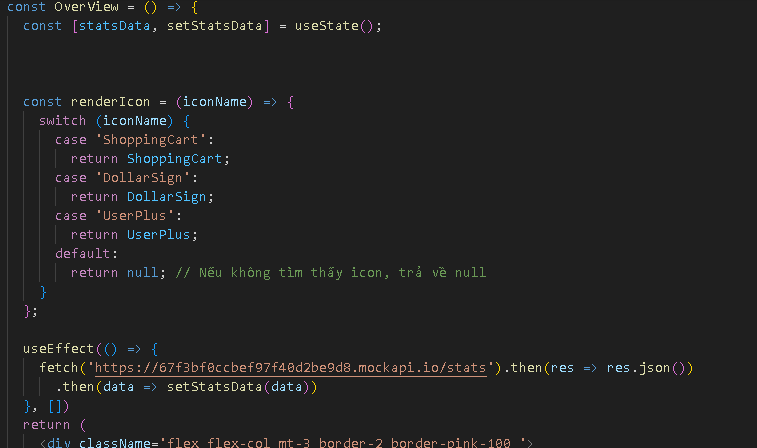 const OverView = () => {
const [statsData, setStatsData] = useState();
const renderIcon = (iconName) => {
switch (iconName) {
case 'ShoppingCart':
return ShoppingCart;
case 'DollarSign':
return DollarSign;
case 'UserPlus':
return UserPlus;
default:
return null; // Nếu không tìm thấy icon, trả về null
}
};
useEffect(() => {
fetch('https://67f3bf0ccbef97f40d2be9d8.mockapi.io/stats').then(res => res.json())
.then(data => setStatsData(data))
}, [])
return (
<div className='flex flex-col mt-3 border-2 border-pink-100 '>